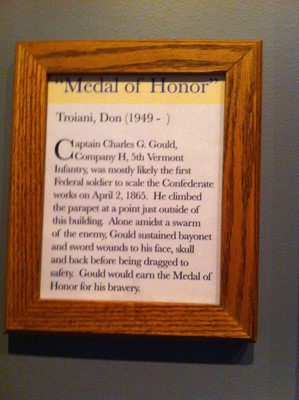 "Medal of Honor"
Troiani, Don (1949 - )
Captain Charles G. Gould,
Company H, 5th Vermont
Infantry, was mostly likely the first
Federal soldier to scale the Confederate
works on April 2, 1865. He climbed
the parapet at a point just outside of
this building. Alone amidst a swarm
of the enemy, Gould sustained bayonet
and sword wounds to his face, skull
and back before being dragged to
safety. Gould would earn the Medal of
Honor for his bravery.